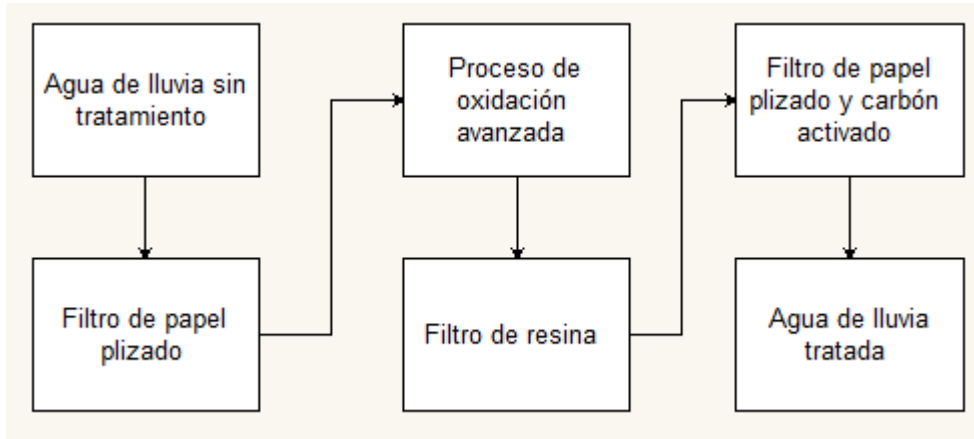 Agua de lluvia sin
tratamiento
Filtro de papel
plizado
Proceso de
oxidación
avanzada
Filtro de resina
Filtro de papel
plizado y carbón
activado
Agua de lluvia
tratada